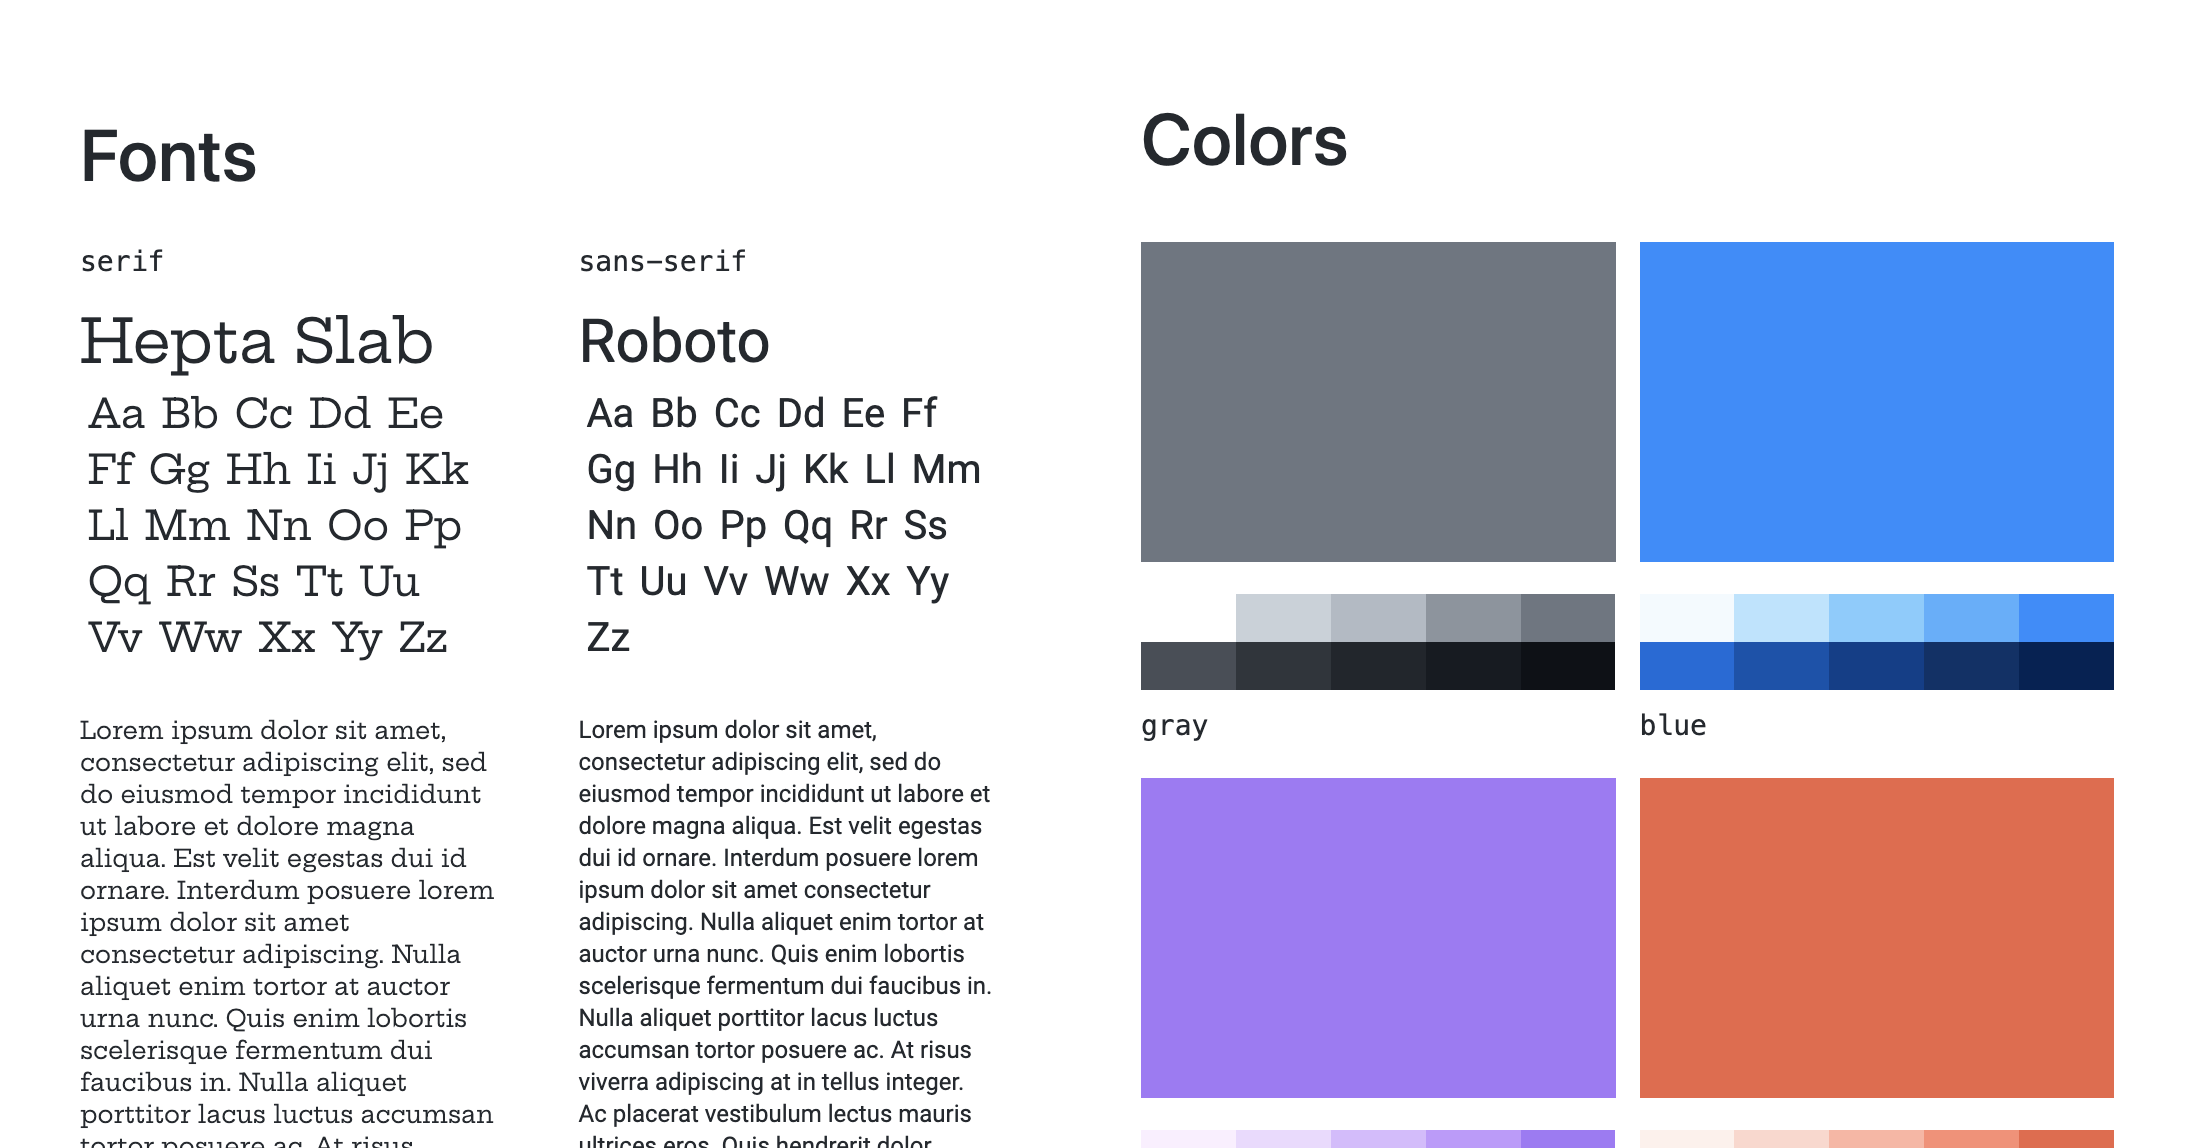 Fonts
serif
Hepta Slab
Aa Bb Cc Dd Ee
Ff Gg Hh Ii Jj Kk
Ll Mm Nn Oo Pp
Qq Rr Ss Tt Uu
Vv Ww Xx Yy Zz
Lorem ipsum dolor sit amet,
consectetur adipiscing elit, sed
do eiusmod tempor incididunt
ut labore et dolore magna
aliqua. Est velit egestas dui id
ornare. Interdum posuere lorem
ipsum dolor sit amet
consectetur adipiscing. Nulla
aliquet enim tortor at auctor
urna nunc. Quis enim lobortis
scelerisque fermentum dui
faucibus in. Nulla aliquet
porttitor lacus luctus accumsan
tortor posuere ac. At risus
sans-serif
Roboto
Aa Bb Cc Dd Ee Ff
Gg Hh Ii Jj Kk Ll Mm
Nn Oo Pp Qq Rr Ss
Tt Uu Vv Ww Xx Yy
Zz
Lorem ipsum dolor sit amet,
consectetur adipiscing elit, sed do
eiusmod tempor incididunt ut labore et
dolore magna aliqua. Est velit egestas
dui id ornare. Interdum posuere lorem
ipsum dolor sit amet consectetur
adipiscing. Nulla aliquet enim tortor at
auctor urna nunc. Quis enim lobortis
scelerisque fermentum dui faucibus in.
Nulla aliquet porttitor lacus luctus
accumsan tortor posuere ac. At risus
viverra adipiscing at in tellus integer.
Ac placerat vestibulum lectus mauris
ultrices eros. Quis hendrerit dolor
Colors
gray
blue